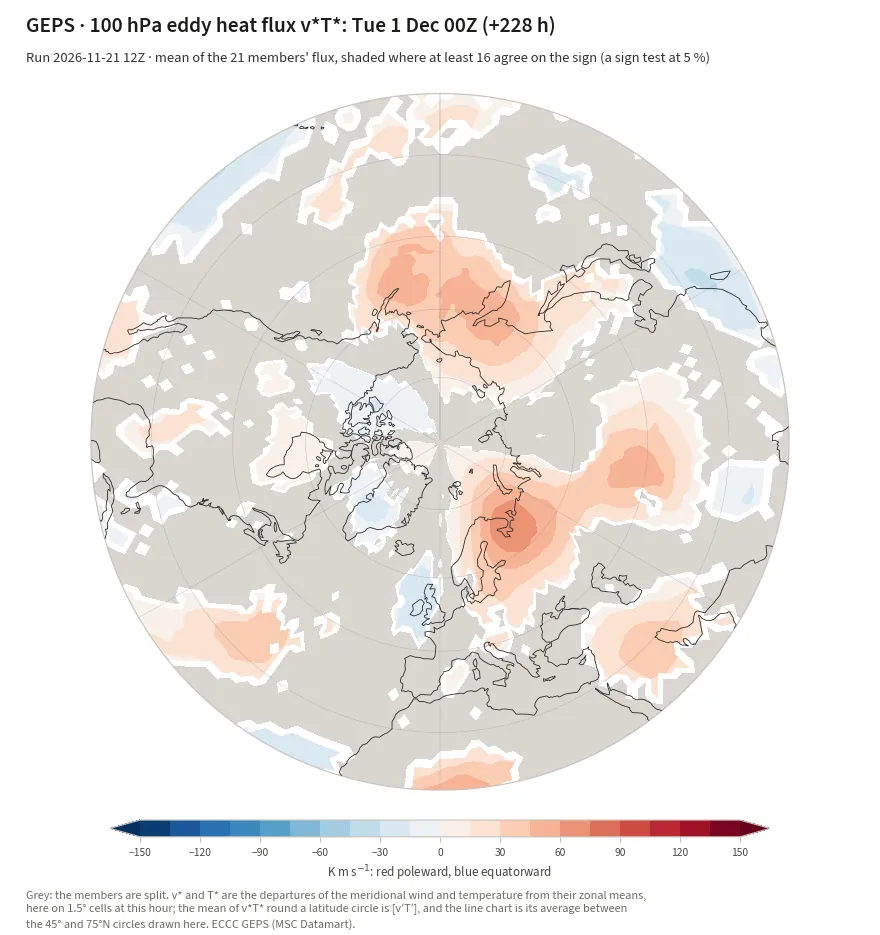 GEPS · 100 hPa eddy heat flux v*T*: Tue 1 Dec 00Z (+228 h)
Run 2026-11-21 12Z · mean of the 21 members' flux, shaded where at least 16 agree on the sign (a sign test at 5 %)
−150 −120 −90 −60 −30 0 30 60 90 120 150
K m s⁻¹: red poleward, blue equatorward
Grey: the members are split. v* and T* are the departures of the meridional wind and temperature from their zonal means,
here on 1.5° cells at this hour; the mean of v*T* round a latitude circle is [v'T'], and the line chart is its average between
the 45° and 75°N circles drawn here. ECCC GEPS (MSC Datamart).